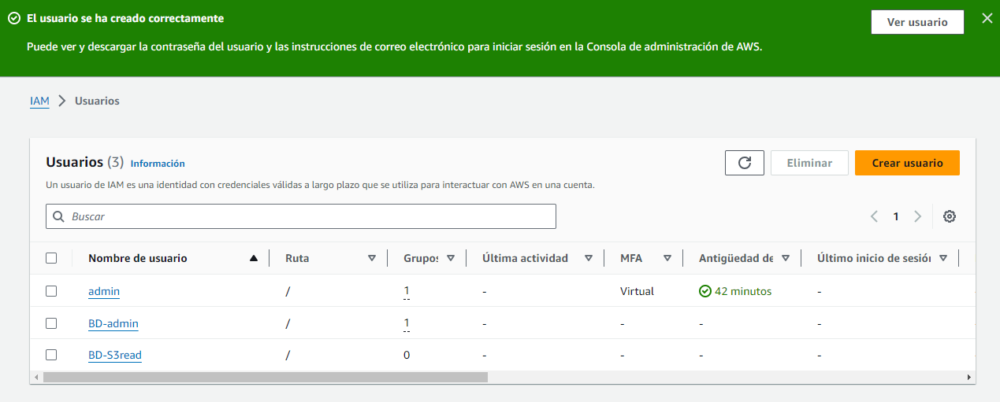 El usuario se ha creado correctamente
Ver usuario
Puede ver y descargar la contraseña del usuario y las instrucciones de correo electrónico para iniciar sesión en la Consola de administración de AWS.
IAM > Usuarios
Usuarios (3) Información
Eliminar
Crear usuario
Un usuario de IAM es una identidad con credenciales válidas a largo plazo que se utiliza para interactuar con AWS en una cuenta.
Buscar
1
Nombre de usuario Ruta Grupos Última actividad MFA Antigüedad de Último inicio de sesión
admin / 1 - Virtual 42 minutos -
BD-admin / 1 - - - -
BD-S3read / 0 - - - -